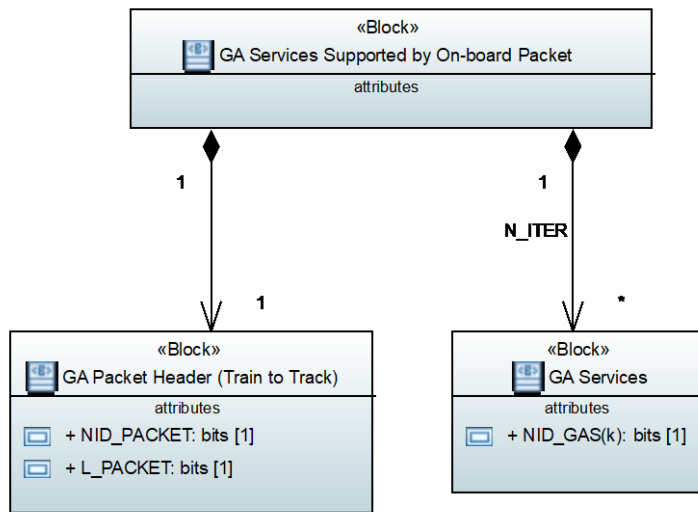 «Block»
GA Services Supported by On-board Packet
attributes
1
1
N_ITER
1
*
«Block»
GA Packet Header (Train to Track)
attributes
+ NID_PACKET: bits [1]
+ L_PACKET: bits [1]
«Block»
GA Services
attributes
+ NID_GAS(k): bits [1]